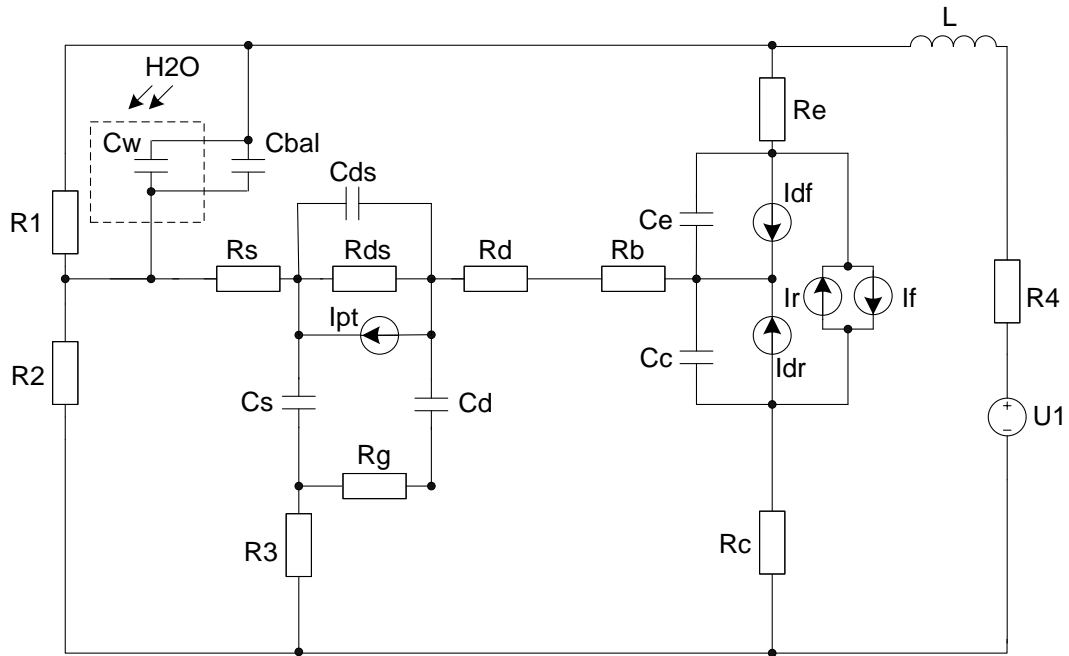 L
H2O
Re
Cw
Cbal
Cds
Idf
Ce
R1
Rs
Rds
Rd
Rb
Ir
If
R4
Ipt
R2
Cc
Idr
Cs
Cd
+
−
U1
Rg
R3
Rc